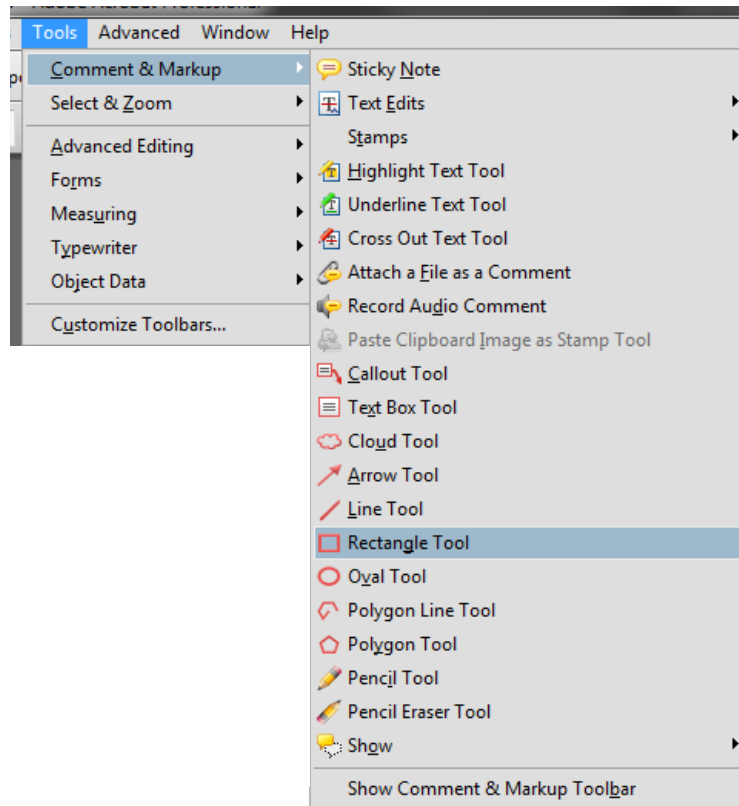 Tools Advanced Window Help
Comment & Markup
Select & Zoom
Advanced Editing
Forms
Measuring
Typewriter
Object Data
Customize Toolbars...
Sticky Note
Text Edits
Stamps
Highlight Text Tool
Underline Text Tool
Cross Out Text Tool
Attach a File as a Comment
Record Audio Comment
Paste Clipboard Image as Stamp Tool
Callout Tool
Text Box Tool
Cloud Tool
Arrow Tool
Line Tool
Rectangle Tool
Oval Tool
Polygon Line Tool
Polygon Tool
Pencil Tool
Pencil Eraser Tool
Show
Show Comment & Markup Toolbar